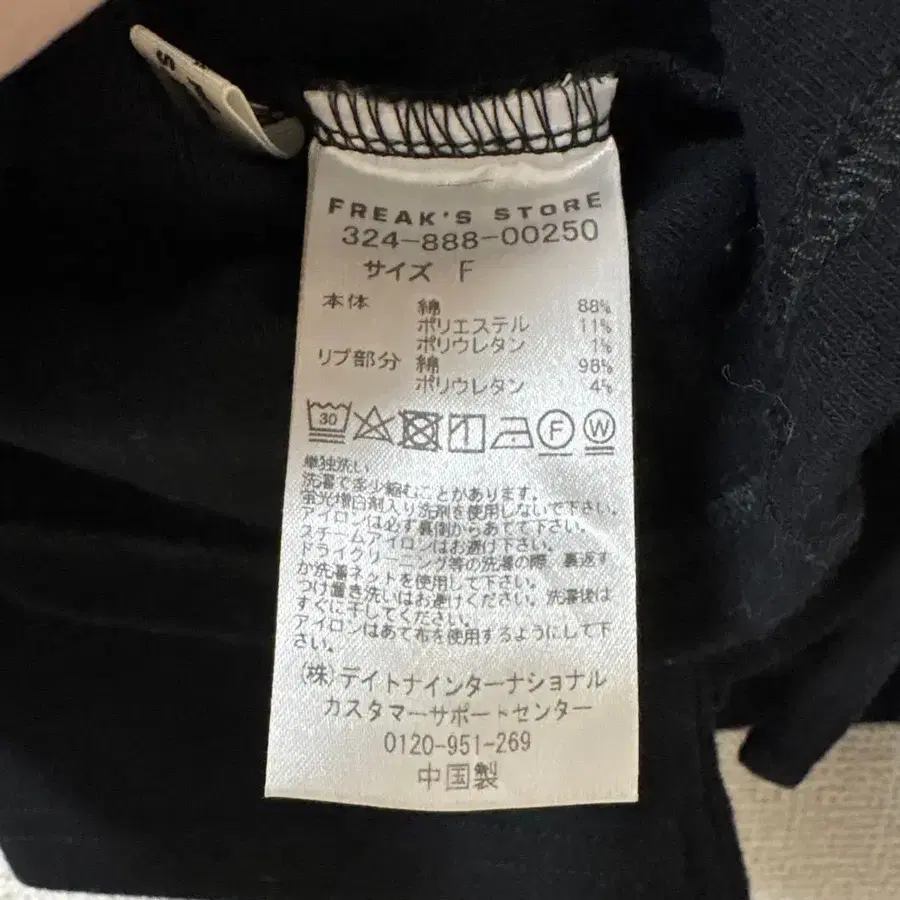 FREAK'S STORE
324-888-00250
サイズ F
本体 綿 88%
ポリエステル 11%
ポリウレタン 1%
リブ部分 綿 98%
ポリウレタン 4%
30 F W
単独洗い
洗濯で多少縮むことがあります。
蛍光増白剤入り洗剤を使用しないで下さい。
アイロンは必ず裏側からあてて下さい。
スチームアイロンはお避け下さい。
ドライクリーニング等の洗濯の際、裏返す
か洗濯ネットを使用して下さい。
つけ置き洗いはお避けください。洗濯後は
すぐに干してください。
アイロンはあて布を使用するようにして下
さい。
(株)デイトナインターナショナル
カスタマーサポートセンター
0120-951-269
中国製